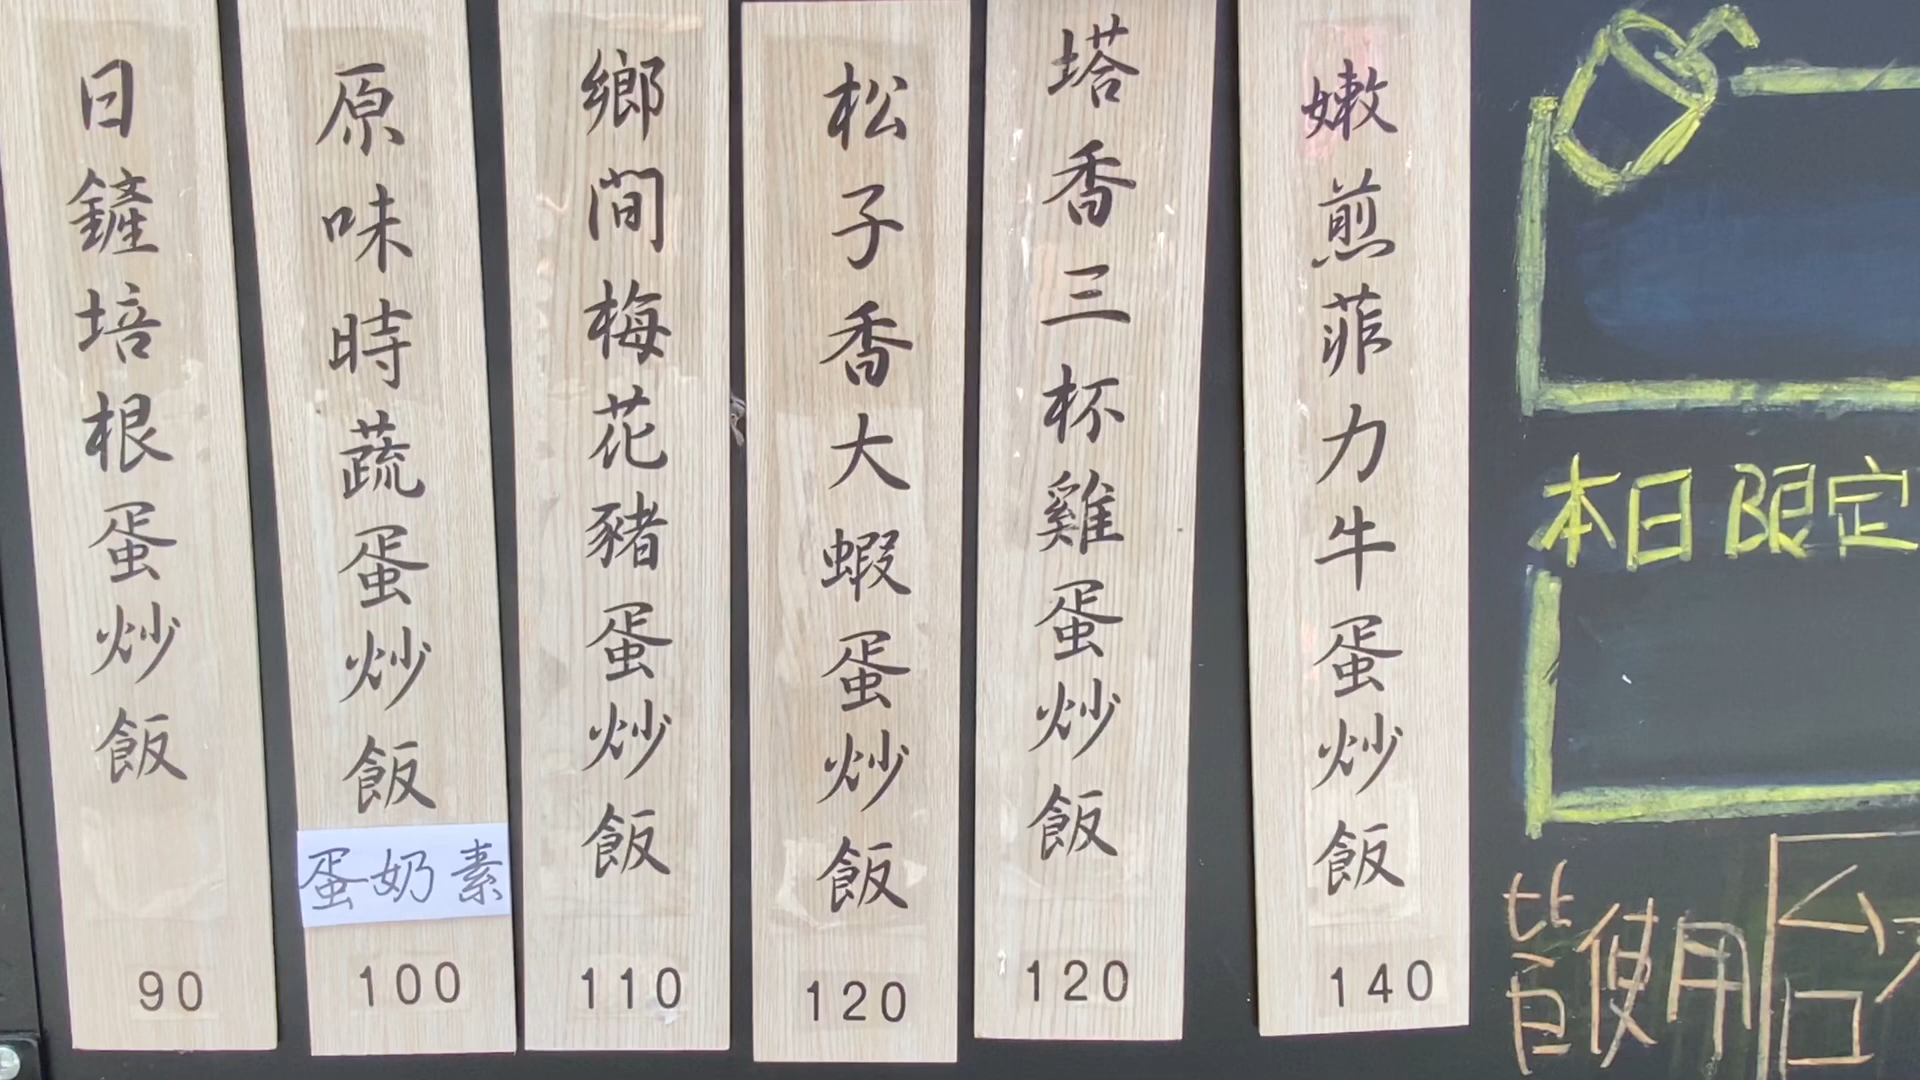 日鏟培根蛋炒飯
90
原味時蔬蛋炒飯
蛋奶素
100
鄉間梅花豬蛋炒飯
110
松子香大蝦蛋炒飯
120
塔香三杯雞蛋炒飯
120
嫩煎菲力牛蛋炒飯
140
本日限定
皆使用台